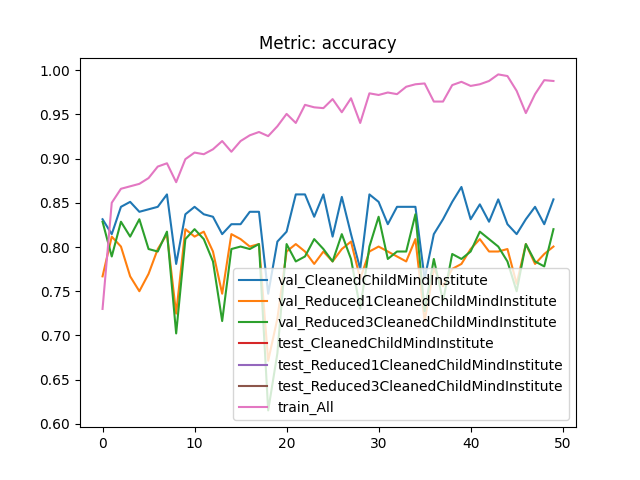 Metric: accuracy
1.00
0.95
0.90
0.85
0.80
0.75
0.70
0.65
0.60
val_CleanedChildMindInstitute
val_Reduced1CleanedChildMindInstitute
val_Reduced3CleanedChildMindInstitute
test_CleanedChildMindInstitute
test_Reduced1CleanedChildMindInstitute
test_Reduced3CleanedChildMindInstitute
train_All
0 10 20 30 40 50